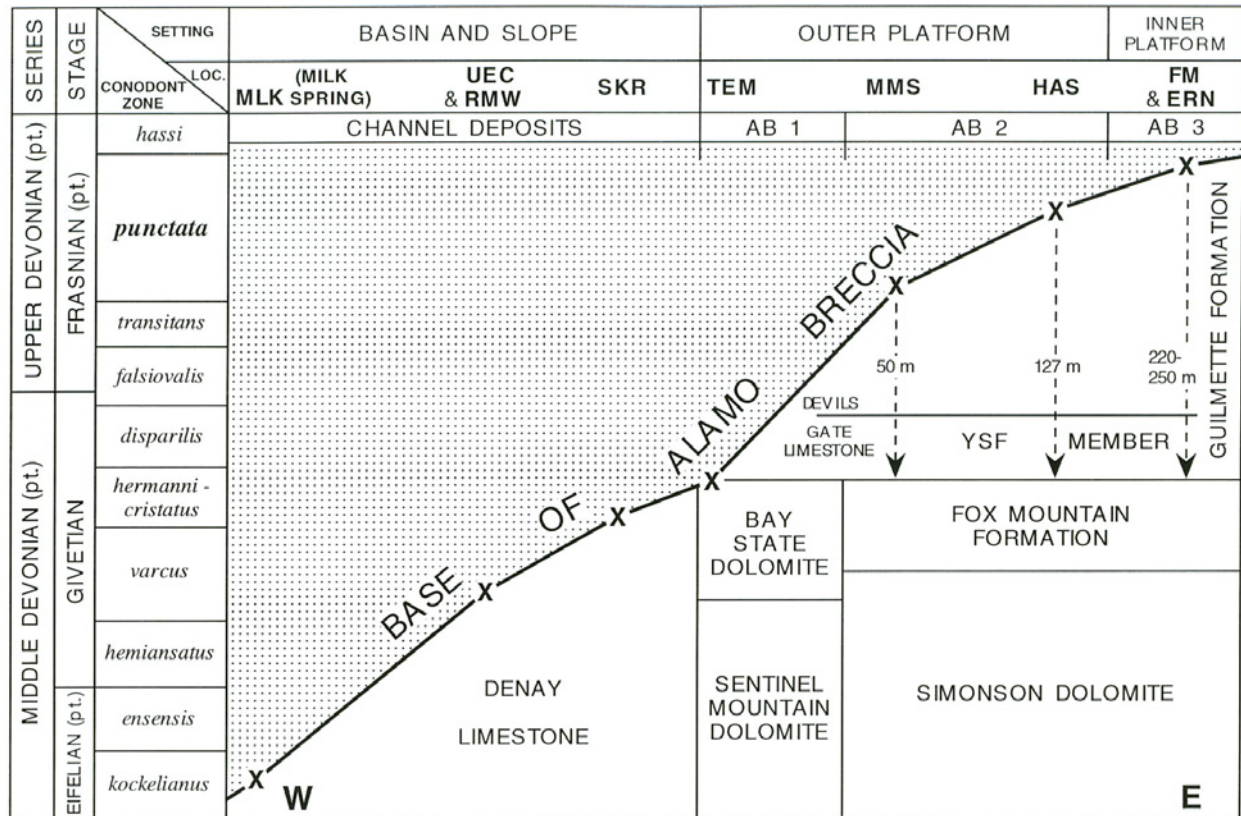 SERIES
STAGE
SETTING
LOC.
CONODONT
ZONE
BASIN AND SLOPE
OUTER PLATFORM
INNER
PLATFORM
MLK (MILK SPRING)
UEC
& RMW
SKR
TEM
MMS
HAS
FM
& ERN
CHANNEL DEPOSITS
AB 1
AB 2
AB 3
UPPER DEVONIAN (pt.)
MIDDLE DEVONIAN (pt.)
FRASNIAN (pt.)
GIVETIAN
EIFELIAN (pt.)
hassi
punctata
transitans
falsiovalis
disparilis
hermanni -
cristatus
varcus
hemiansatus
ensensis
kockelianus
BASE OF ALAMO BRECCIA
X
X
X
X
X
X
X
50 m
127 m
220-
250 m
GUILMETTE FORMATION
DEVILS
GATE
LIMESTONE
YSF MEMBER
BAY
STATE
DOLOMITE
FOX MOUNTAIN
FORMATION
DENAY
LIMESTONE
SENTINEL
MOUNTAIN
DOLOMITE
SIMONSON DOLOMITE
W
E